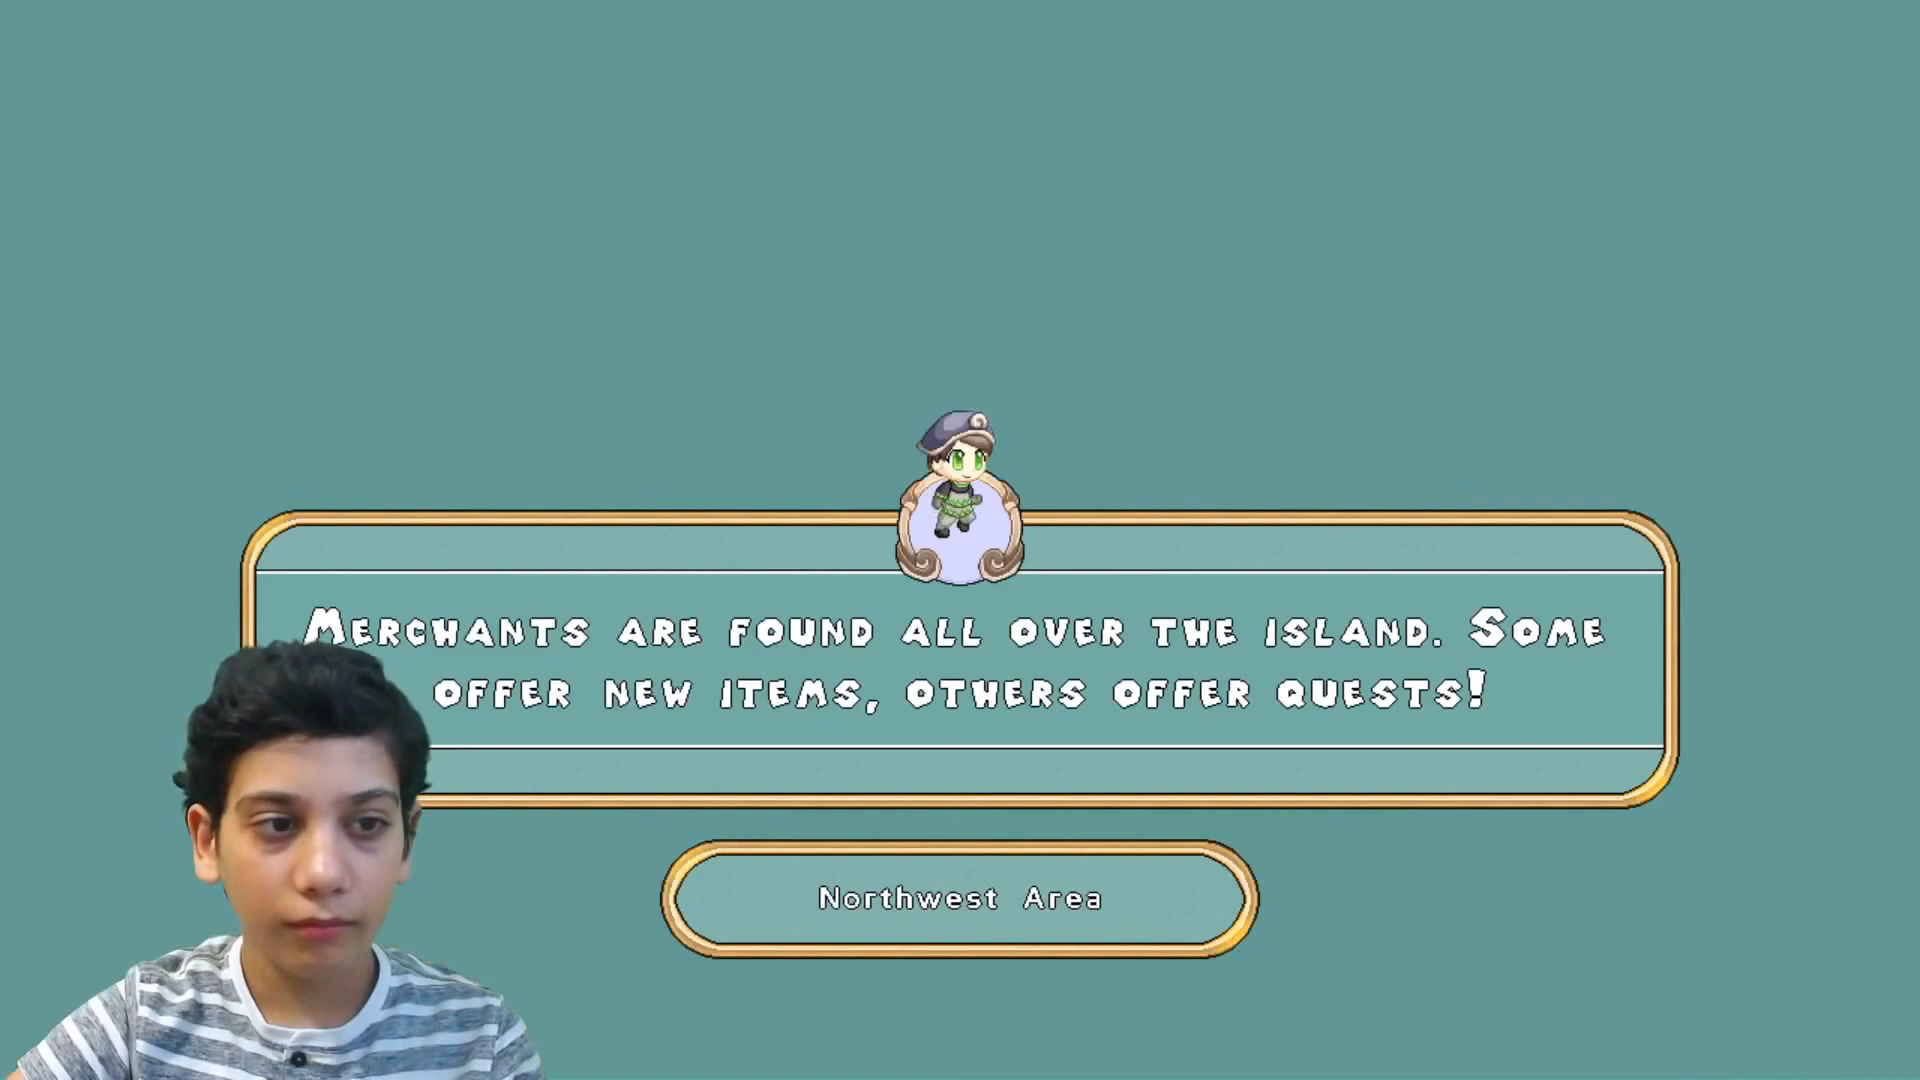 Merchants are found all over the island. Some
offer new items, others offer quests!
Northwest Area